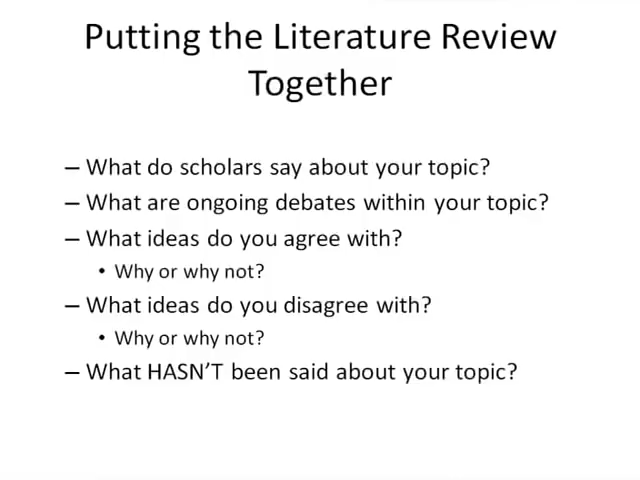 Putting the Literature Review
Together
– What do scholars say about your topic?
– What are ongoing debates within your topic?
– What ideas do you agree with?
• Why or why not?
– What ideas do you disagree with?
• Why or why not?
– What HASN’T been said about your topic?